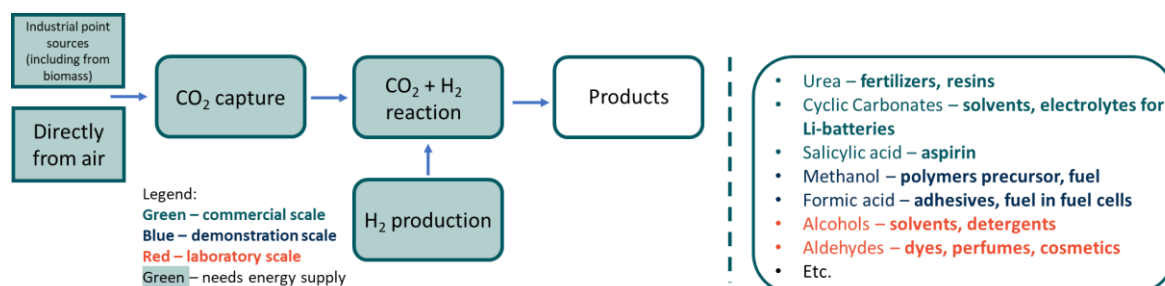 Industrial point
sources
(including from
biomass)
Directly
from air
CO₂ capture
CO₂ + H₂
reaction
Products
H₂ production
Legend:
Green – commercial scale
Blue – demonstration scale
Red – laboratory scale
Green – needs energy supply
• Urea – fertilizers, resins
• Cyclic Carbonates – solvents, electrolytes for
Li-batteries
• Salicylic acid – aspirin
• Methanol – polymers precursor, fuel
• Formic acid – adhesives, fuel in fuel cells
• Alcohols – solvents, detergents
• Aldehydes – dyes, perfumes, cosmetics
• Etc.